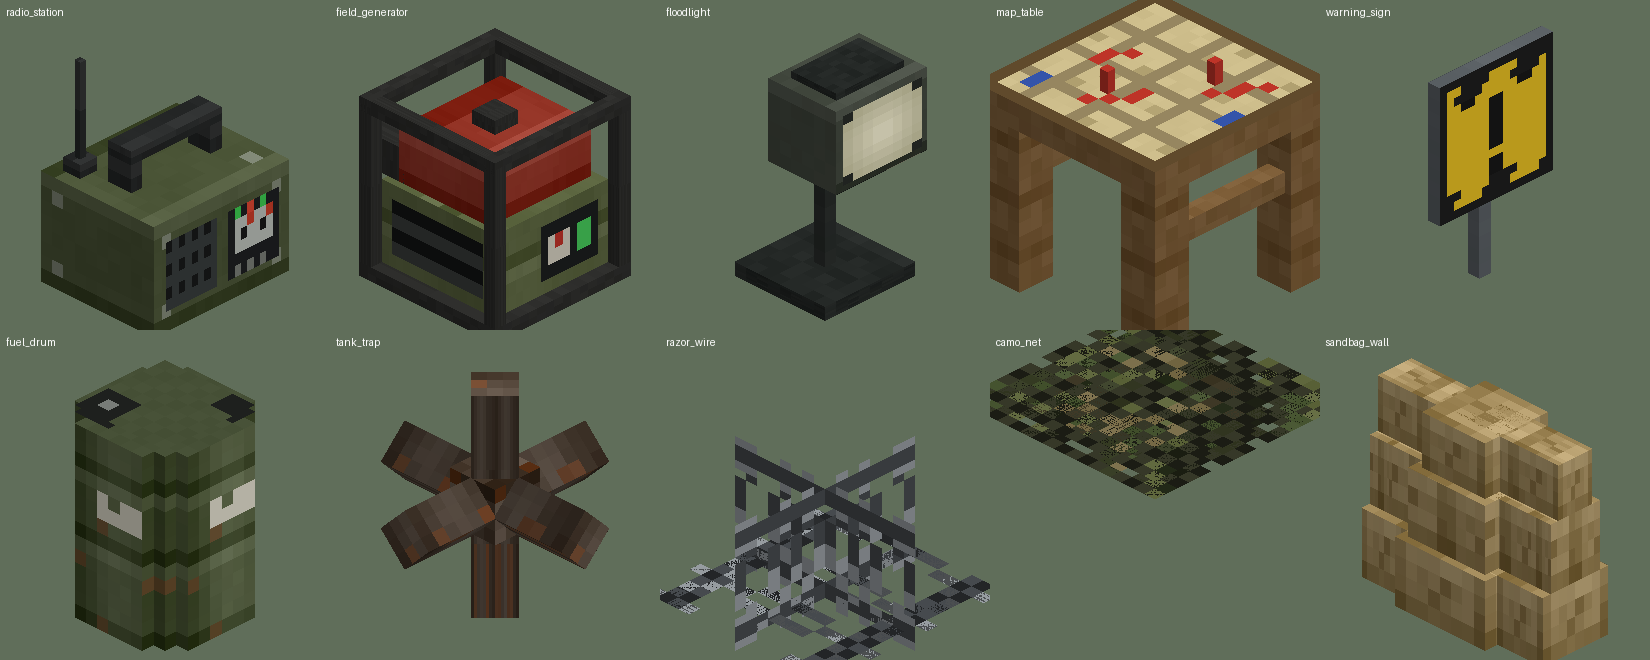 radio_station
field_generator
floodlight
map_table
warning_sign
fuel_drum
tank_trap
razor_wire
camo_net
sandbag_wall